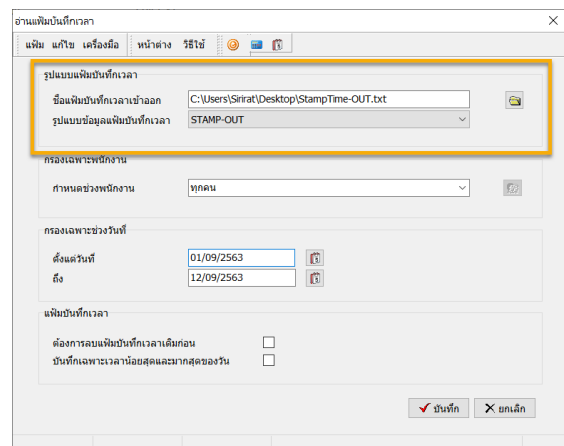 อ่านแฟ้มบันทึกเวลา
แฟ้ม แก้ไข เครื่องมือ หน้าต่าง วิธีใช้
รูปแบบแฟ้มบันทึกเวลา
ชื่อแฟ้มบันทึกเวลาเข้าออก C:\Users\Sirirat\Desktop\StampTime-OUT.txt
รูปแบบข้อมูลแฟ้มบันทึกเวลา STAMP-OUT
กรองเฉพาะพนักงาน
กำหนดช่วงพนักงาน ทุกคน
กรองเฉพาะช่วงวันที่
ตั้งแต่วันที่ 01/09/2563
ถึง 12/09/2563
แฟ้มบันทึกเวลา
ต้องการลบแฟ้มบันทึกเวลาเดิมก่อน
บันทึกเฉพาะเวลาน้อยสุดและมากสุดของวัน
บันทึก ยกเลิก